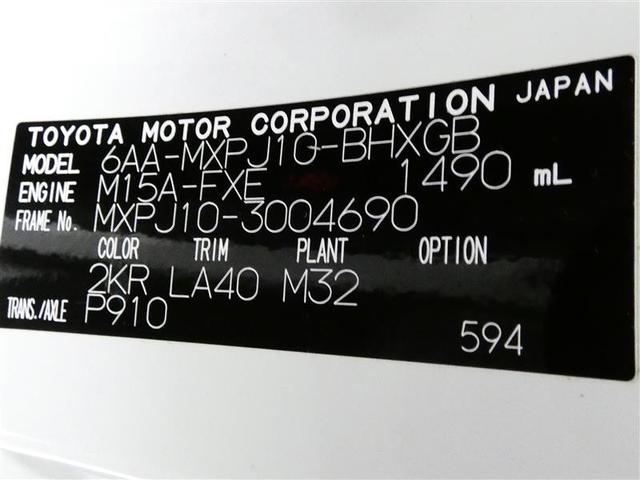 TOYOTA MOTOR CORPORATION JAPAN
MODEL 6AA-MXPJ10-BHXGB
ENGINE M15A-FXE 1490 mL
FRAME No. MXPJ10-3004690
COLOR TRIM PLANT OPTION
2KR LA40 M32
TRANS./AXLE P910
594